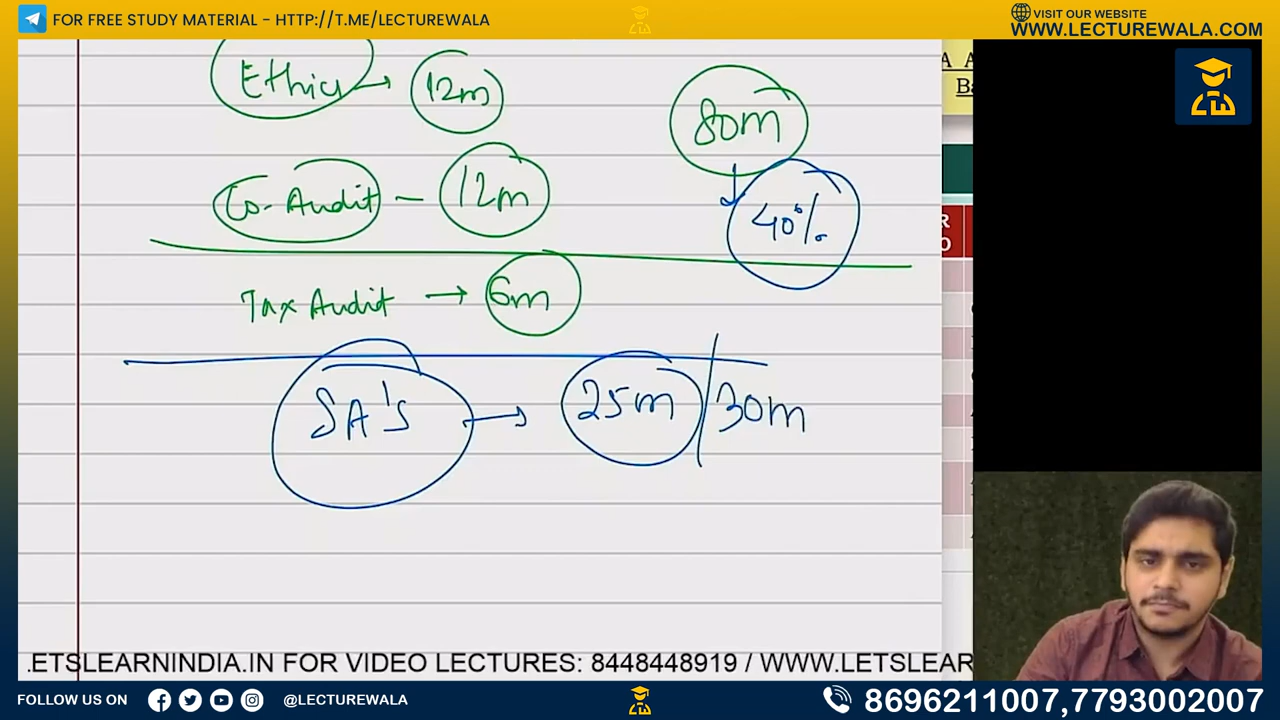 FOR FREE STUDY MATERIAL - HTTP://T.ME/LECTUREWALA
VISIT OUR WEBSITE
WWW.LECTUREWALA.COM
Ethics → 12m
80m
40%
Co-Audit - 12m
Tax Audit → 6m
SA's → 25m / 30m
.ETSLEARNINDIA.IN FOR VIDEO LECTURES: 8448448919 / WWW.LETSLEAR
FOLLOW US ON
@LECTUREWALA
8696211007,7793002007